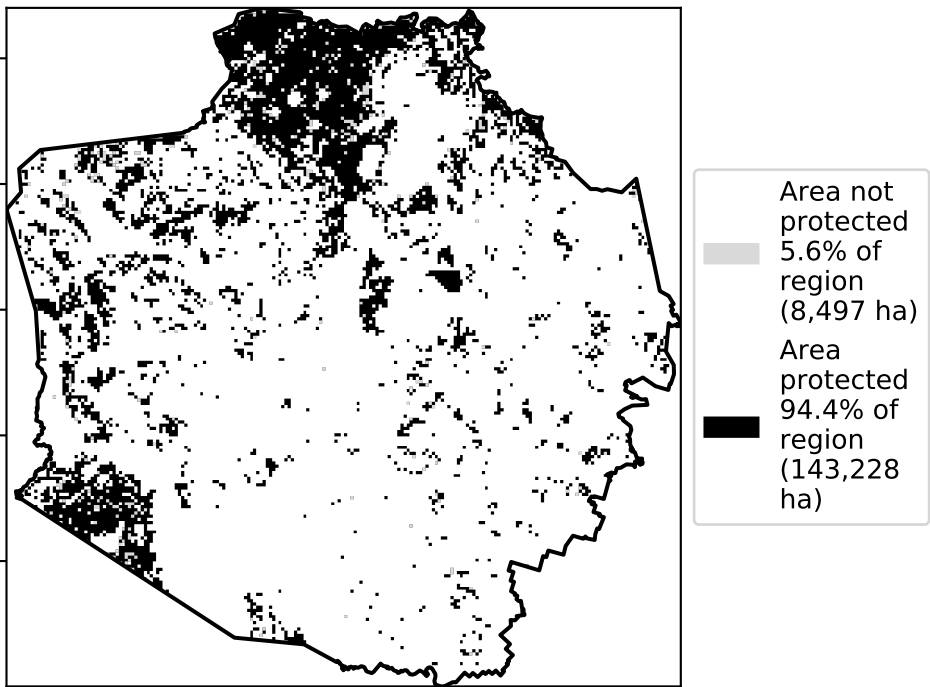 Area not
protected
5.6% of
region
(8,497 ha)
Area
protected
94.4% of
region
(143,228
ha)